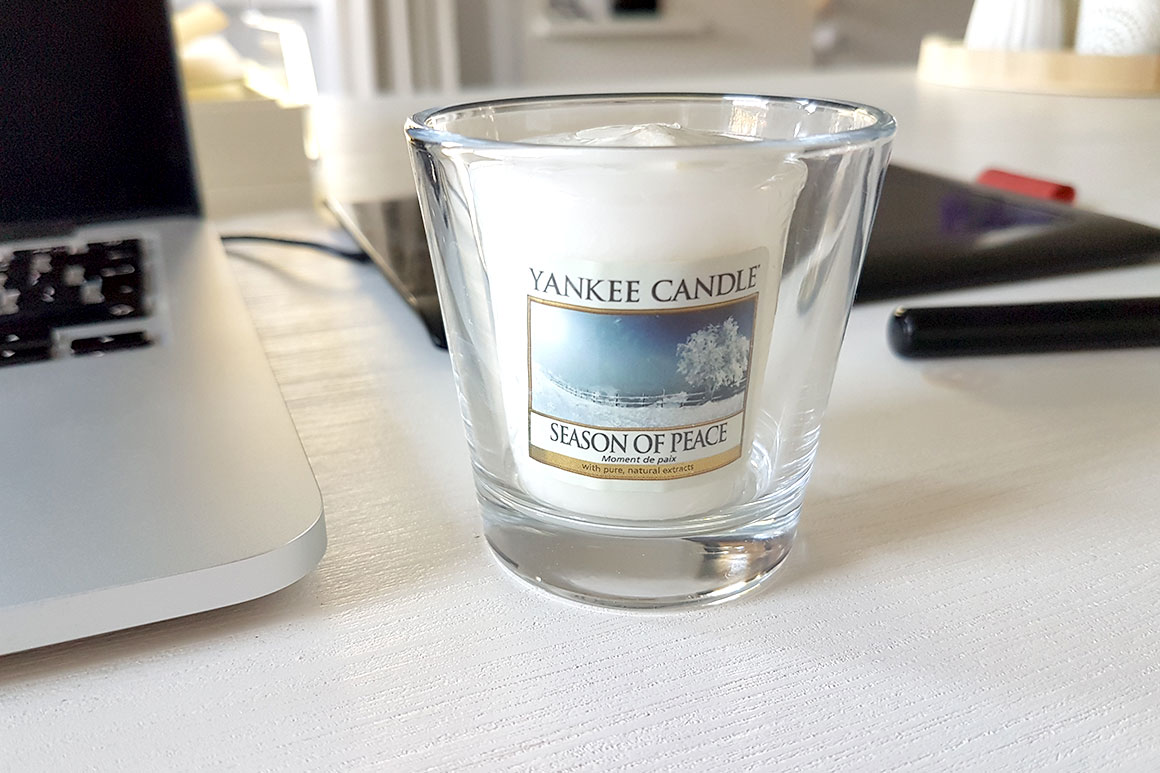 YANKEE CANDLE
SEASON OF PEACE
Moment de paix
with pure, natural extracts